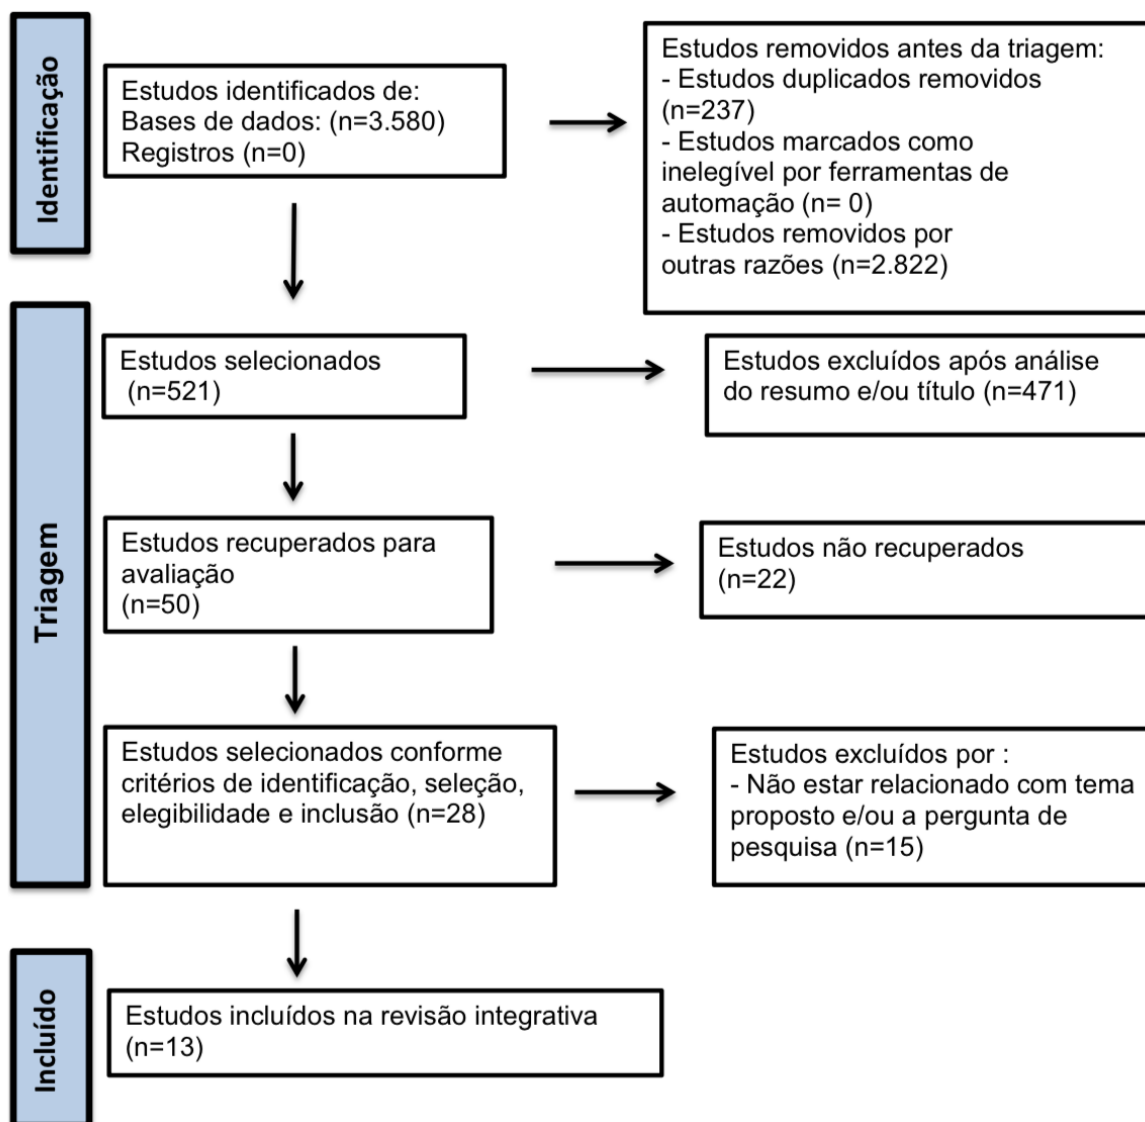 Identificação
Estudos identificados de:
Bases de dados: (n=3.580)
Registros (n=0)
Estudos removidos antes da triagem:
- Estudos duplicados removidos
(n=237)
- Estudos marcados como
inelegível por ferramentas de
automação (n= 0)
- Estudos removidos por
outras razões (n=2.822)
Triagem
Estudos selecionados
(n=521)
Estudos excluídos após análise
do resumo e/ou título (n=471)
Estudos recuperados para
avaliação
(n=50)
Estudos não recuperados
(n=22)
Estudos selecionados conforme
critérios de identificação, seleção,
elegibilidade e inclusão (n=28)
Estudos excluídos por :
- Não estar relacionado com tema
proposto e/ou a pergunta de
pesquisa (n=15)
Incluído
Estudos incluídos na revisão integrativa
(n=13)